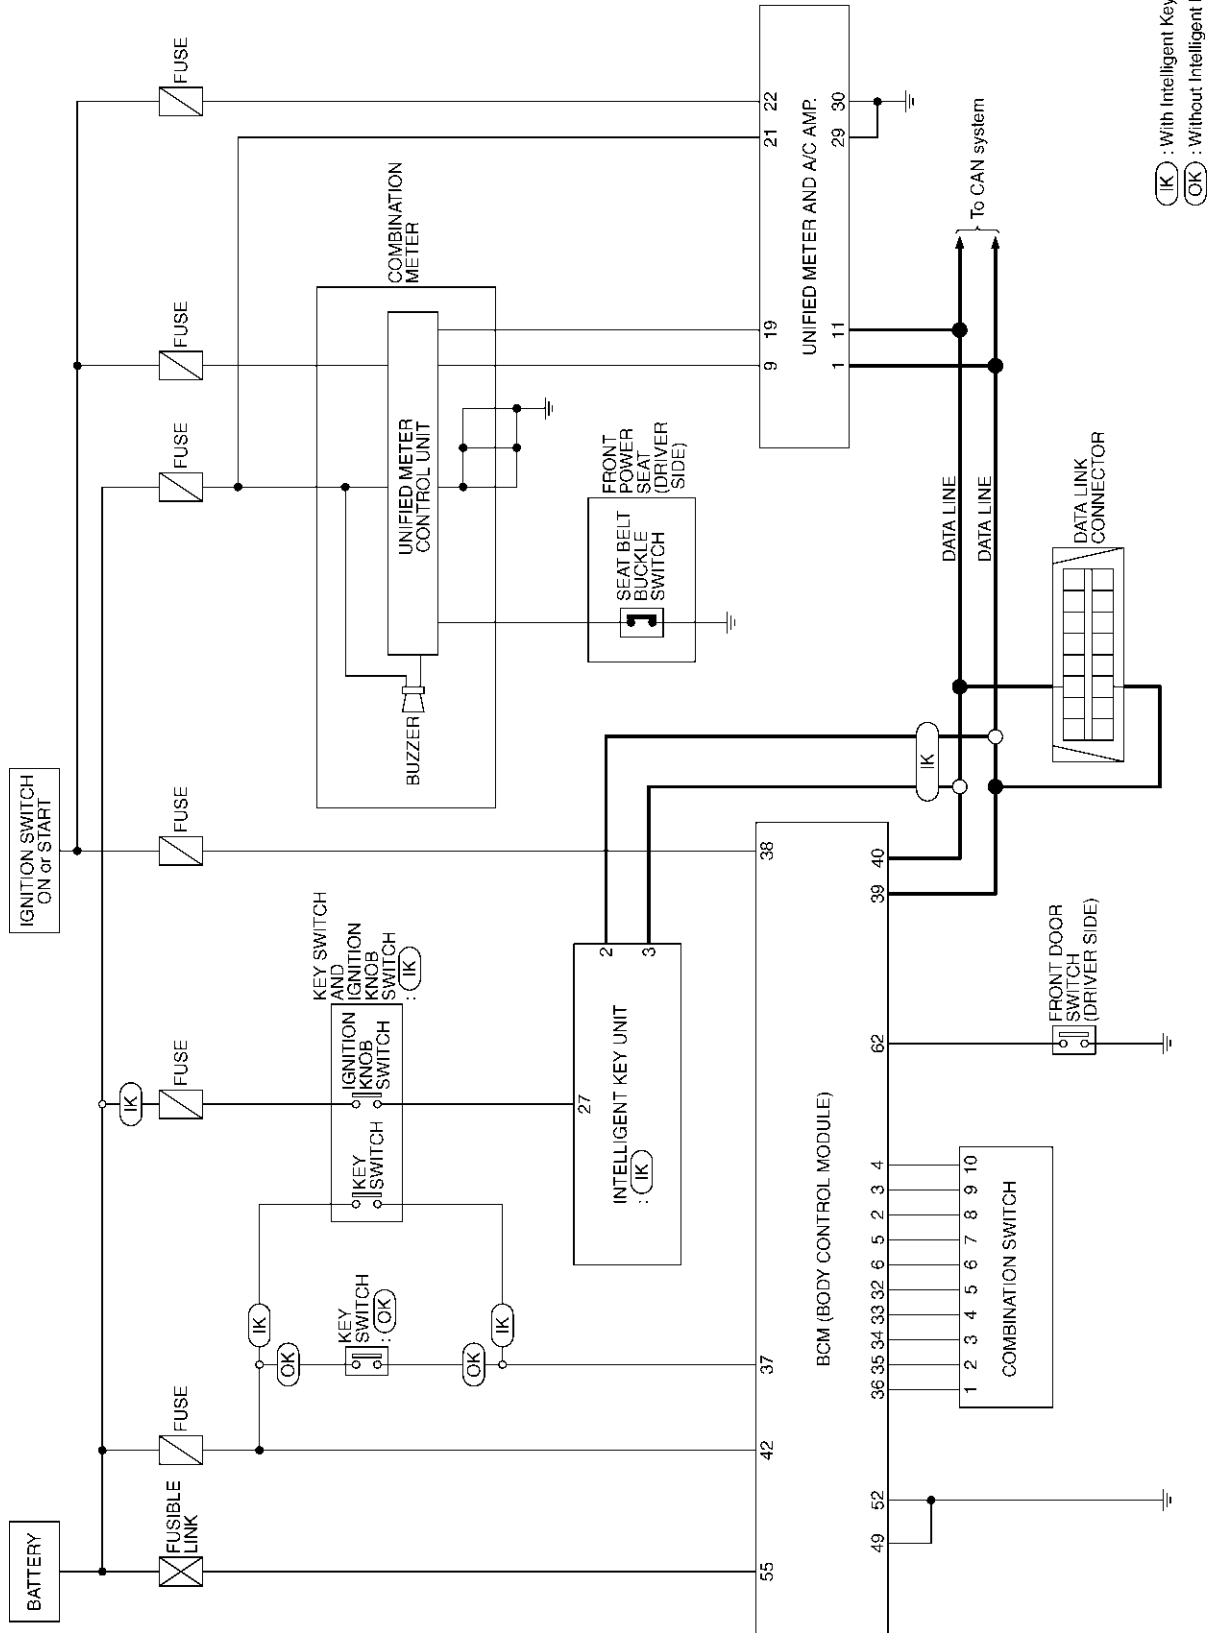 BATTERY
IGNITION SWITCH
ON or START
FUSIBLE
LINK
FUSE
FUSE
FUSE
FUSE
FUSE
FUSE
IK
IK
OK
KEY
SWITCH
: OK
OK
IK
KEY SWITCH
AND
IGNITION
KNOB
SWITCH
: IK
KEY
SWITCH
IGNITION
KNOB
SWITCH
COMBINATION
METER
BUZZER
UNIFIED METER
CONTROL UNIT
FRONT
POWER
SEAT
(DRIVER
SIDE)
SEAT BELT
BUCKLE
SWITCH
27
INTELLIGENT KEY UNIT
: IK
2
3
55
42
37
38
BCM (BODY CONTROL MODULE)
49
52
36
35
34
33
32
6
5
2
3
4
62
39
40
1
2
3
4
5
6
7
8
9
10
COMBINATION SWITCH
FRONT DOOR
SWITCH
(DRIVER SIDE)
IK
9
19
21
22
UNIFIED METER AND A/C AMP.
1
11
29
30
DATA LINE
DATA LINE
To CAN system
DATA LINK
CONNECTOR
IK : With Intelligent Key
OK : Without Intelligent